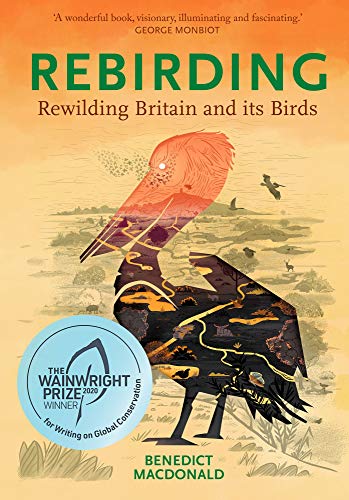 ‘A wonderful book, visionary, illuminating and fascinating.’
GEORGE MONBIOT
REBIRDING
Rewilding Britain and its Birds
THE
WAINWRIGHT
PRIZE 2020
WINNER
for Writing on Global Conservation
BENEDICT
MACDONALD